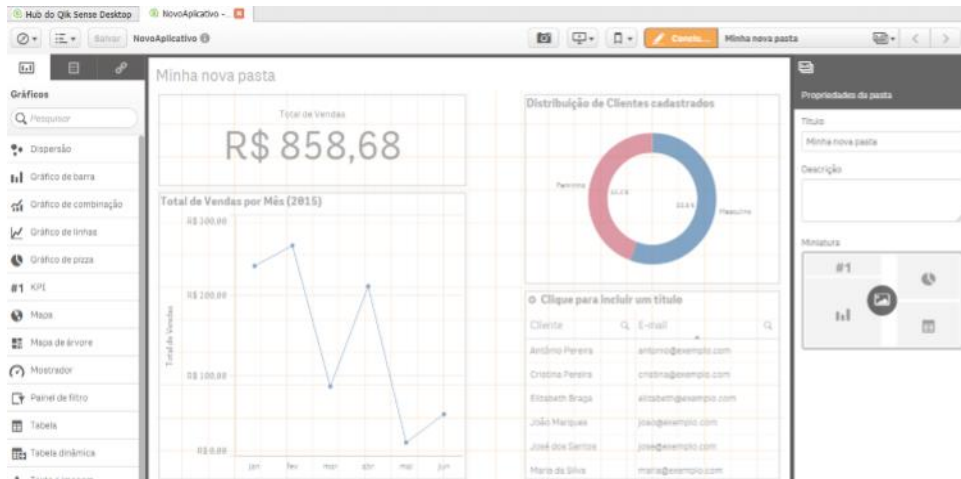 Hub do Qlik Sense Desktop
NovoAplicativo -...
Salvar
NovoAplicativo
Minha nova pasta
Gráficos
Pesquisar
Dispersão
Gráfico de barra
Gráfico de combinação
Gráfico de linhas
Gráfico de pizza
#1 KPI
Mapa
Mapa de árvore
Mostrador
Painel de filtro
Tabela
Tabela dinâmica
Minha nova pasta
Total de Vendas
R$ 858,68
Total de Vendas por Mês (2015)
Total de Vendas
R$ 300,00
R$ 200,00
R$ 100,00
R$ 0,00
jan fev mar abr mai jun
Distribuição de Clientes cadastrados
Feminino
Masculino
Clique para incluir um título
Cliente E-mail
Antônio Pereira antonio@exemplo.com
Cristina Pereira cristina@exemplo.com
Elizabeth Braga elizabeth@exemplo.com
João Marques joao@exemplo.com
José dos Santos jose@exemplo.com
Maria da Silva maria@exemplo.com
Propriedades da pasta
Título
Minha nova pasta
Descrição
Miniatura
#1